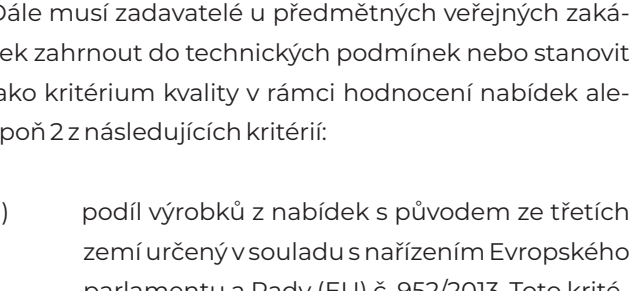 Dále musí zadavatelé u předmětných veřejných zaká-
ek zahrnout do technických podmínek nebo stanovit
ako kritérium kvality v rámci hodnocení nabídek ale-
poň 2 z následujících kritérií:
) podíl výrobků z nabídek s původem ze třetích
zemí určený v souladu s nařízením Evropského
parlamentu a Rady (EU) č. 952/2013. Toto krité-